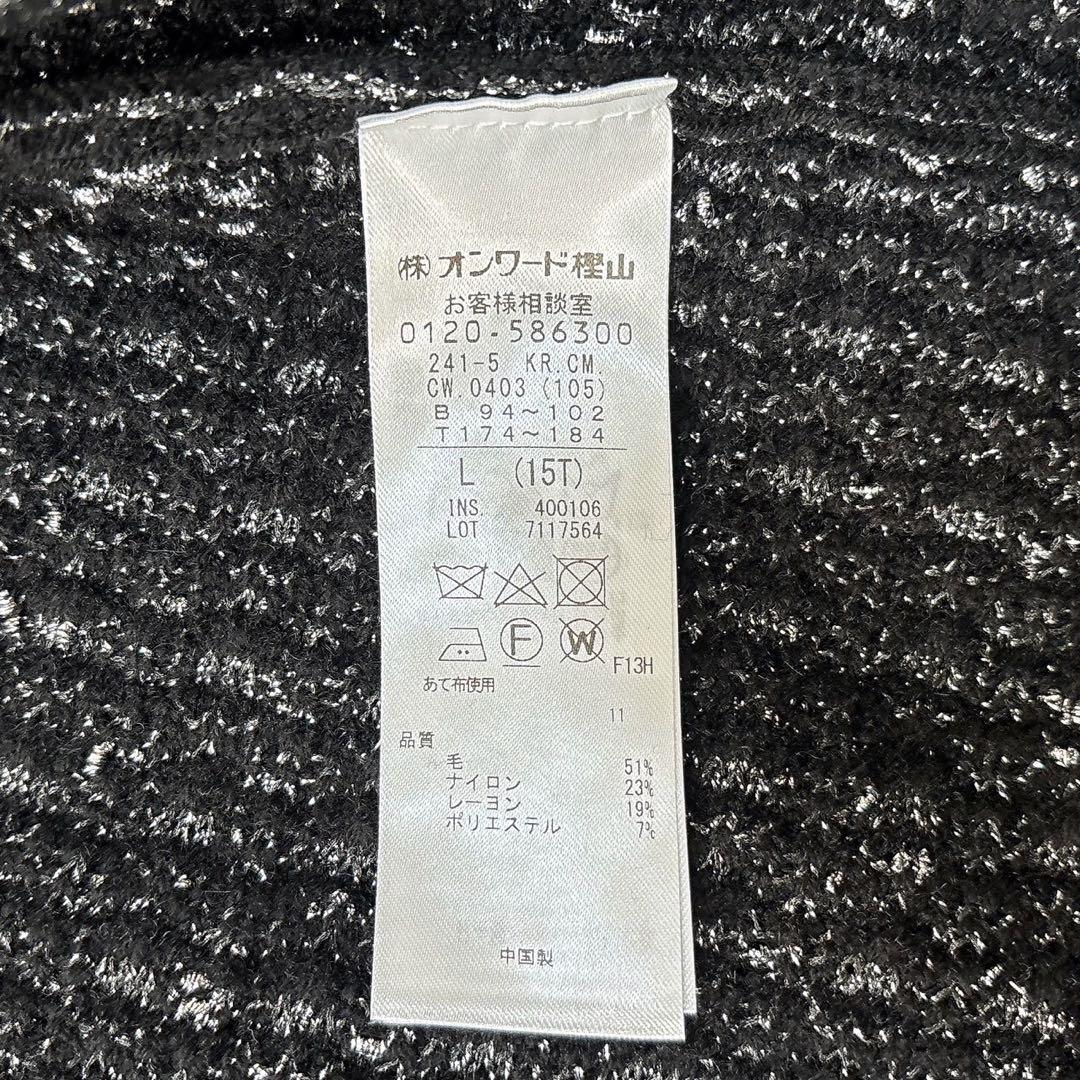 (株)オンワード樫山
お客様相談室
0120-586300
241-5 KR.CM.
CW.0403 (105)
B 94~102
T174~184
L (15T)
INS. 400106
LOT 7117564
F W F13H
あて布使用
11
品質
毛 51%
ナイロン 23%
レーヨン 19%
ポリエステル 7%
中国製